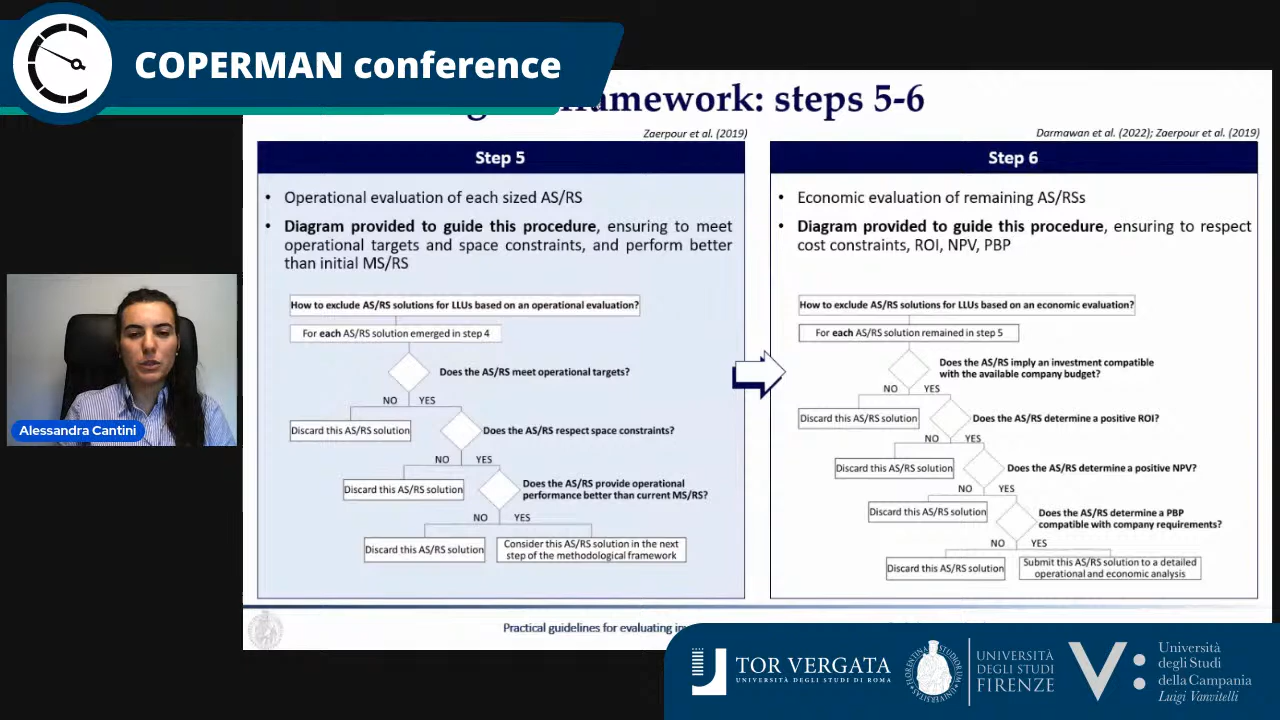 COPERMAN conference
framework: steps 5-6
Zaerpour et al. (2019)
Step 5
• Operational evaluation of each sized AS/RS
• Diagram provided to guide this procedure, ensuring to meet
operational targets and space constraints, and perform better
than initial MS/RS
How to exclude AS/RS solutions for LLUs based on an operational evaluation?
For each AS/RS solution emerged in step 4
Does the AS/RS meet operational targets?
NO YES
Discard this AS/RS solution
Does the AS/RS respect space constraints?
NO YES
Discard this AS/RS solution
Does the AS/RS provide operational
performance better than current MS/RS?
NO YES
Discard this AS/RS solution
Consider this AS/RS solution in the next
step of the methodological framework
Darmawan et al. (2022); Zaerpour et al. (2019)
Step 6
• Economic evaluation of remaining AS/RSs
• Diagram provided to guide this procedure, ensuring to respect
cost constraints, ROI, NPV, PBP
How to exclude AS/RS solutions for LLUs based on an economic evaluation?
For each AS/RS solution remained in step 5
Does the AS/RS imply an investment compatible
with the available company budget?
NO YES
Discard this AS/RS solution
Does the AS/RS determine a positive ROI?
NO YES
Discard this AS/RS solution
Does the AS/RS determine a positive NPV?
NO YES
Discard this AS/RS solution
Does the AS/RS determine a PBP
compatible with company requirements?
NO YES
Discard this AS/RS solution
Submit this AS/RS solution to a detailed
operational and economic analysis
Alessandra Cantini
Practical guidelines for evaluating
TOR VERGATA
UNIVERSITÀ DEGLI STUDI DI ROMA
UNIVERSITÀ
DEGLI STUDI
FIRENZE
V:
Università
degli Studi
della Campania
Luigi Vanvitelli